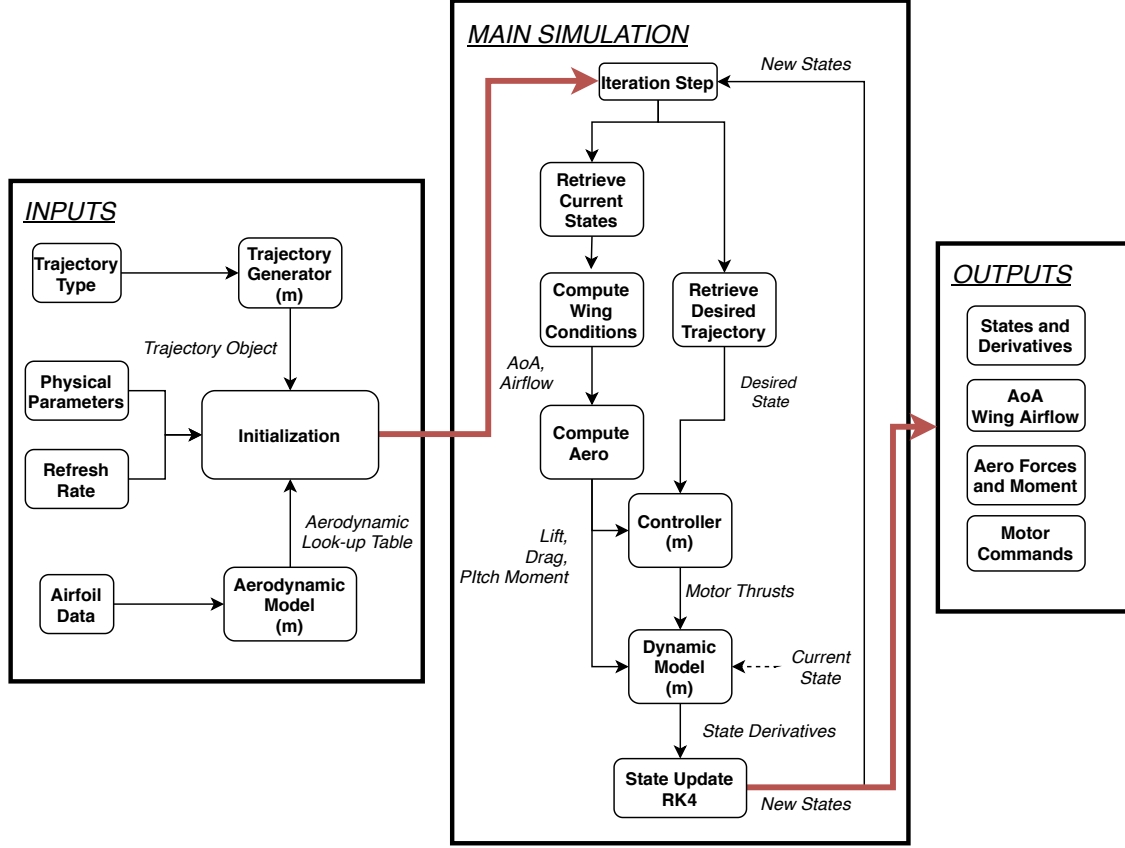 INPUTS
Trajectory
Type
Trajectory
Generator
(m)
Trajectory Object
Physical
Parameters
Initialization
Refresh
Rate
Aerodynamic
Look-up Table
Airfoil
Data
Aerodynamic
Model
(m)
MAIN SIMULATION
New States
Iteration Step
Retrieve
Current
States
Compute
Wing
Conditions
Retrieve
Desired
Trajectory
AoA,
Airflow
Desired
State
Compute
Aero
Controller
(m)
Lift,
Drag,
PItch Moment
Motor Thrusts
Dynamic
Model
(m)
Current
State
State Derivatives
State Update
RK4
New States
OUTPUTS
States and
Derivatives
AoA
Wing Airflow
Aero Forces
and Moment
Motor
Commands